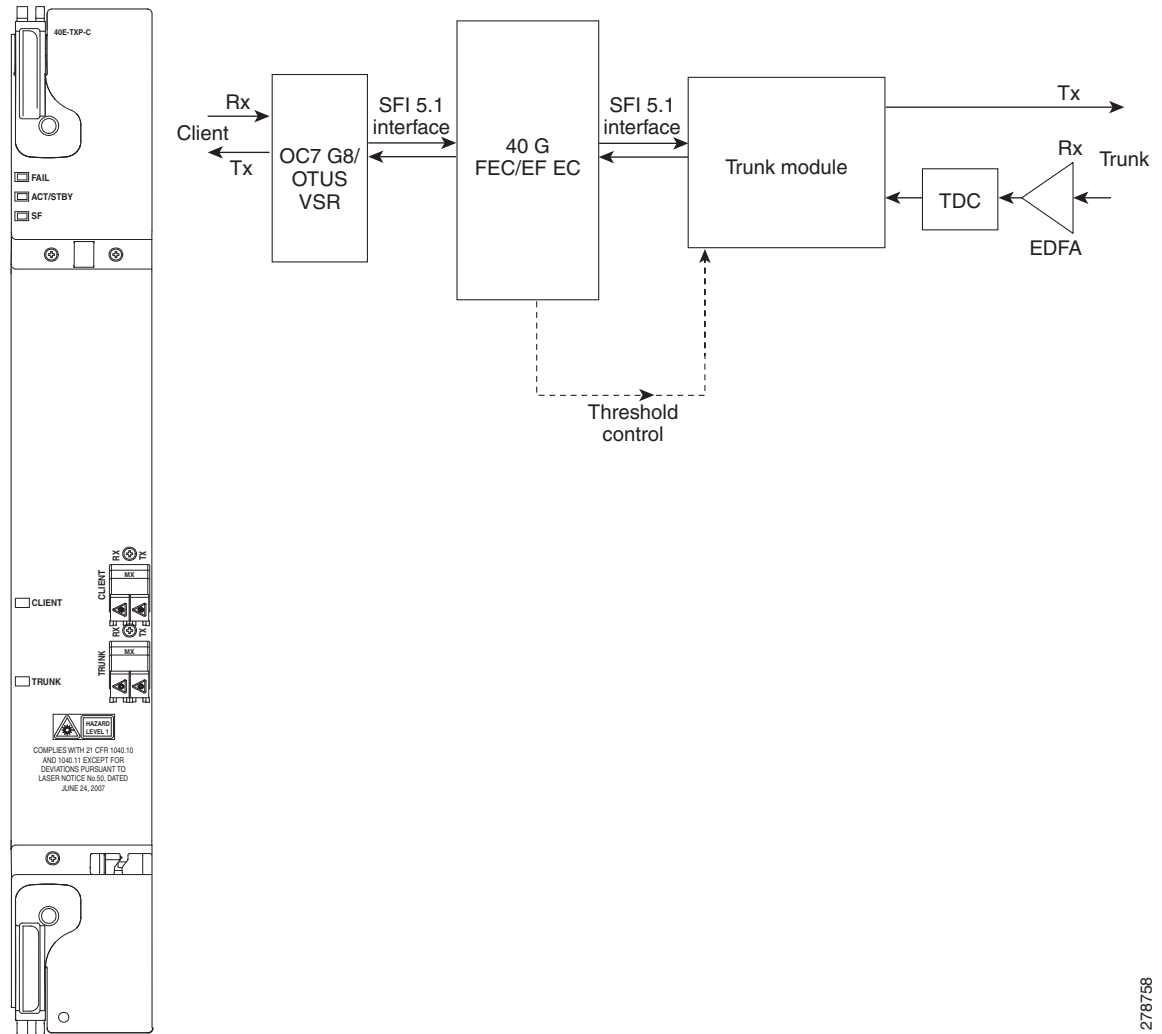 40E-TXP-C
FAIL
ACT/STBY
SF
Client
Rx
Tx
OC7 G8/
OTUS
VSR
SFI 5.1
interface
40 G
FEC/EF EC
SFI 5.1
interface
Trunk module
Tx
Rx
Trunk
TDC
EDFA
Threshold
control
RX
TX
CLIENT
MX
CLIENT
RX
TX
TRUNK
MX
TRUNK
HAZARD
LEVEL 1
COMPLIES WITH 21 CFR 1040.10
AND 1040.11 EXCEPT FOR
DEVIATIONS PURSUANT TO
LASER NOTICE No.50, DATED
JUNE 24, 2007
278758